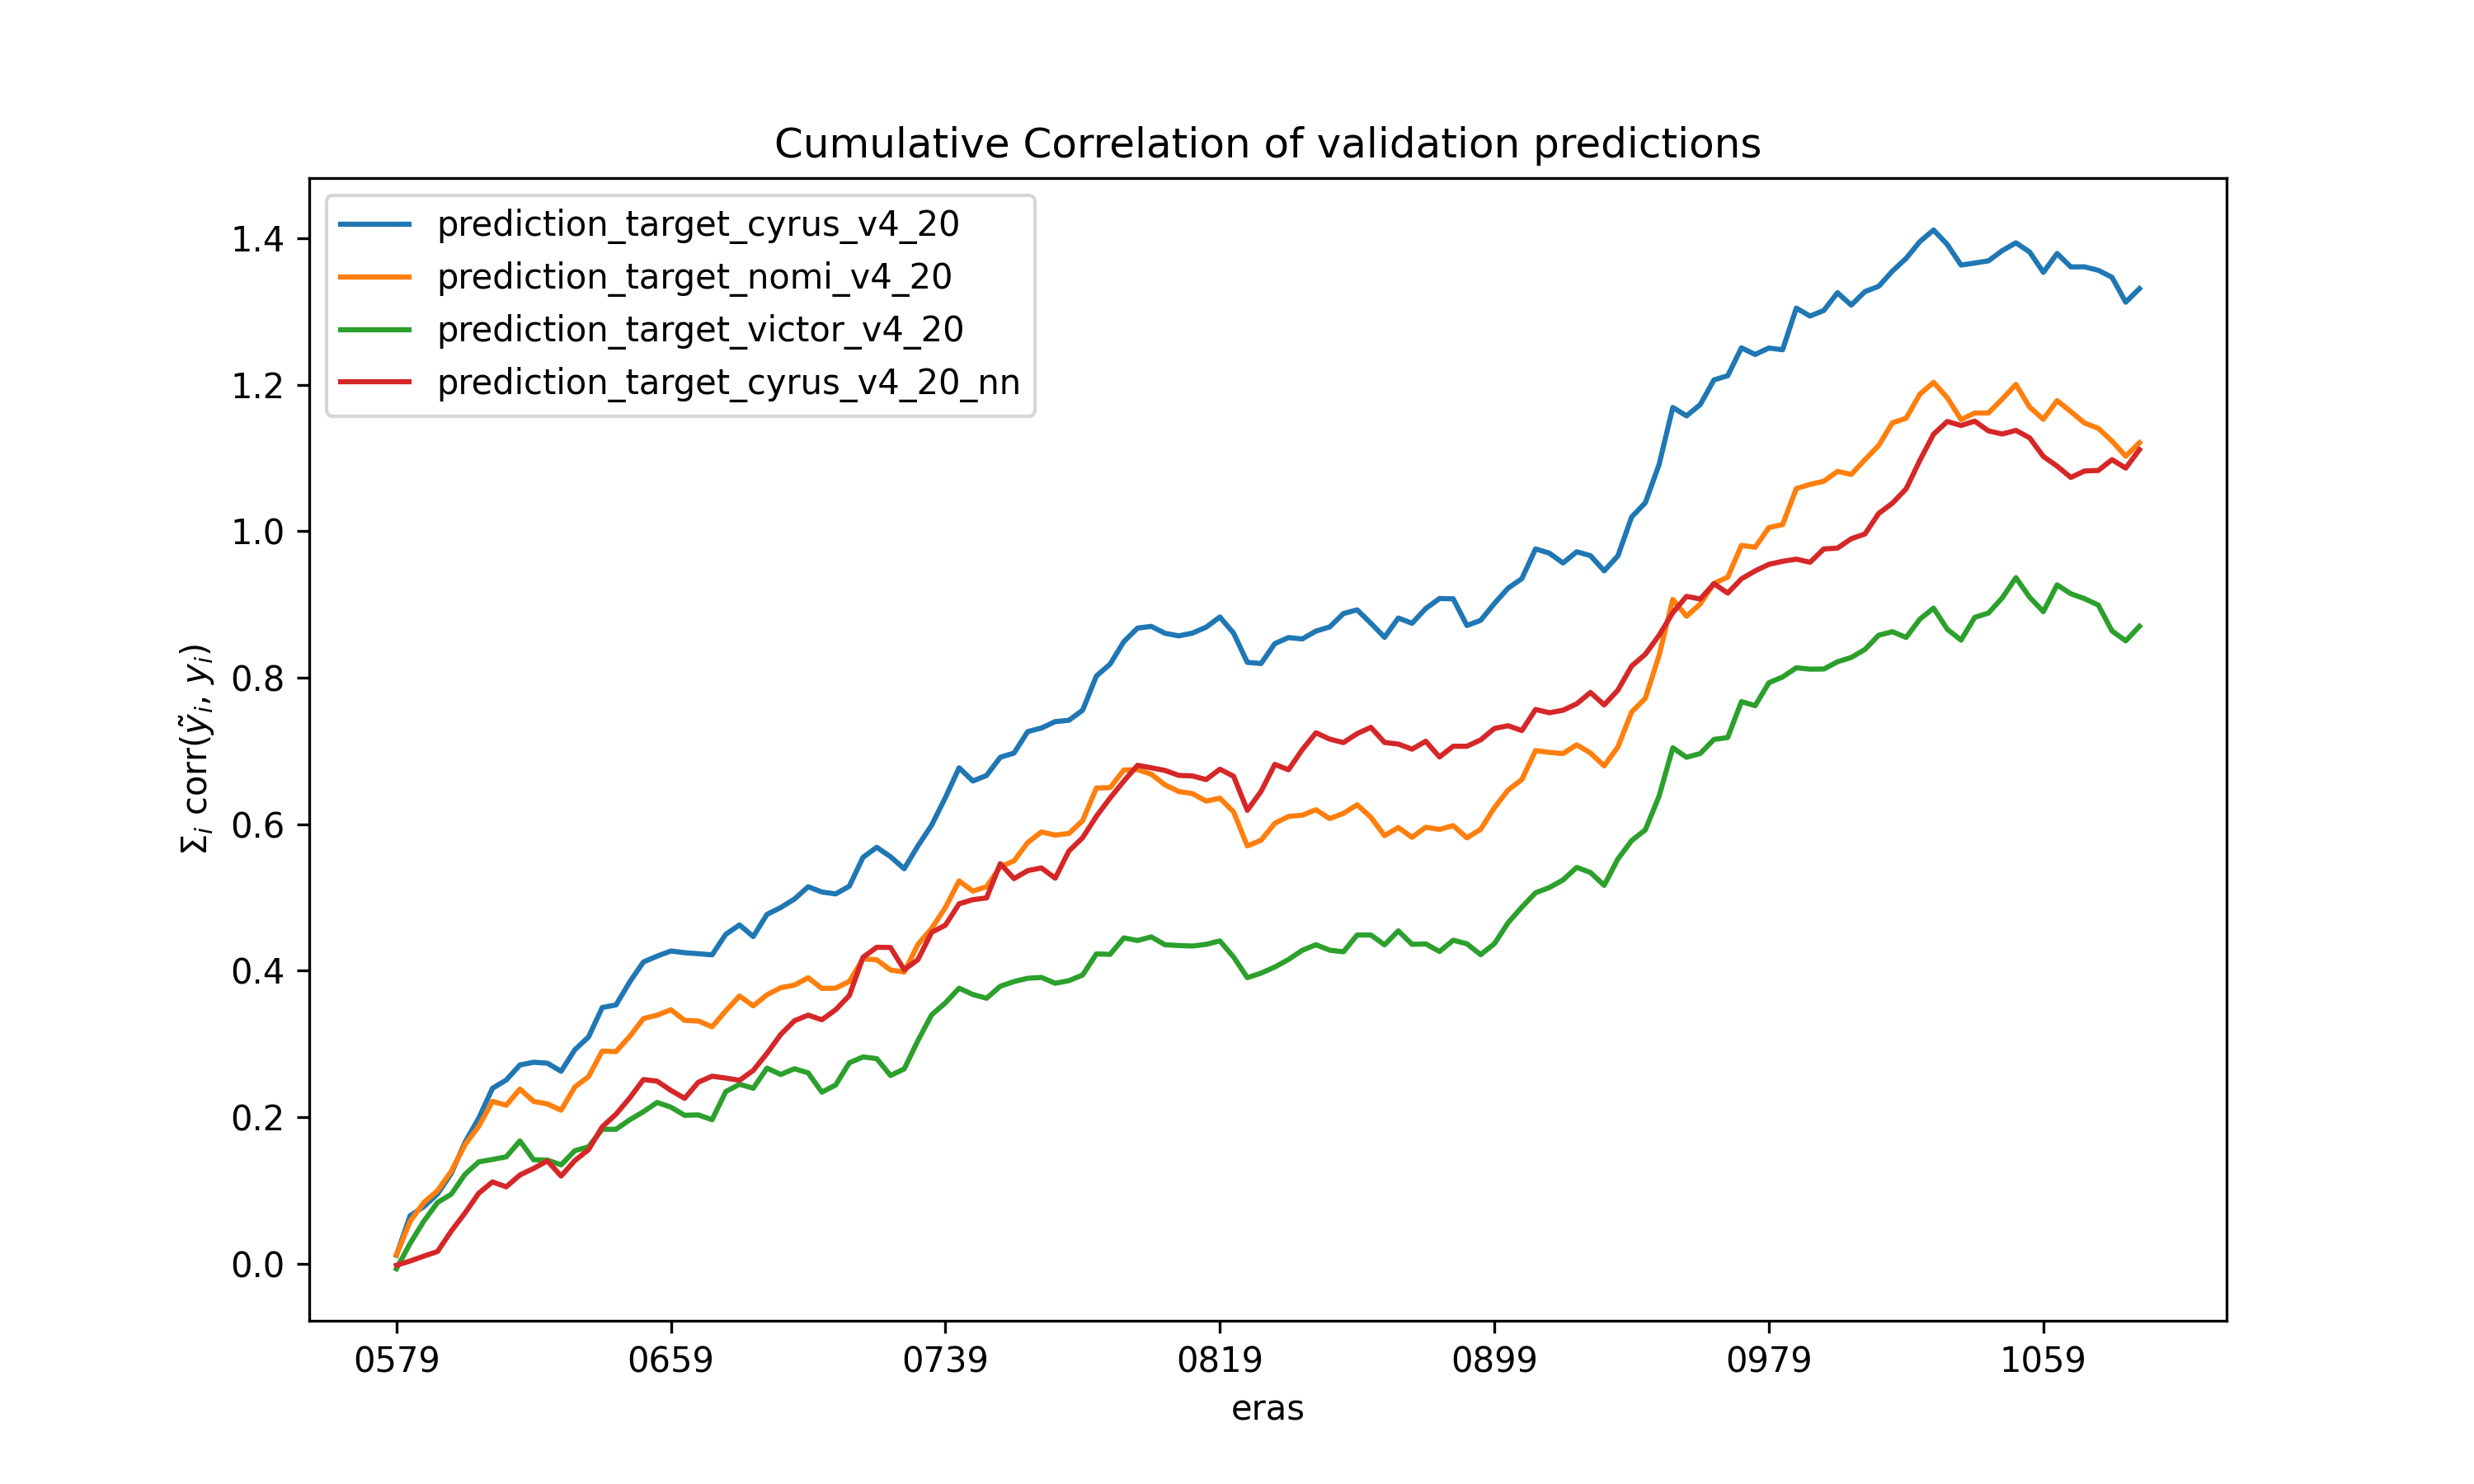 Cumulative Correlation of validation predictions
prediction_target_cyrus_v4_20
prediction_target_nomi_v4_20
prediction_target_victor_v4_20
prediction_target_cyrus_v4_20_nn
1.4
1.2
1.0
0.8
0.6
0.4
0.2
0.0
Σᵢ corr(ỹᵢ, yᵢ)
0579 0659 0739 0819 0899 0979 1059
eras